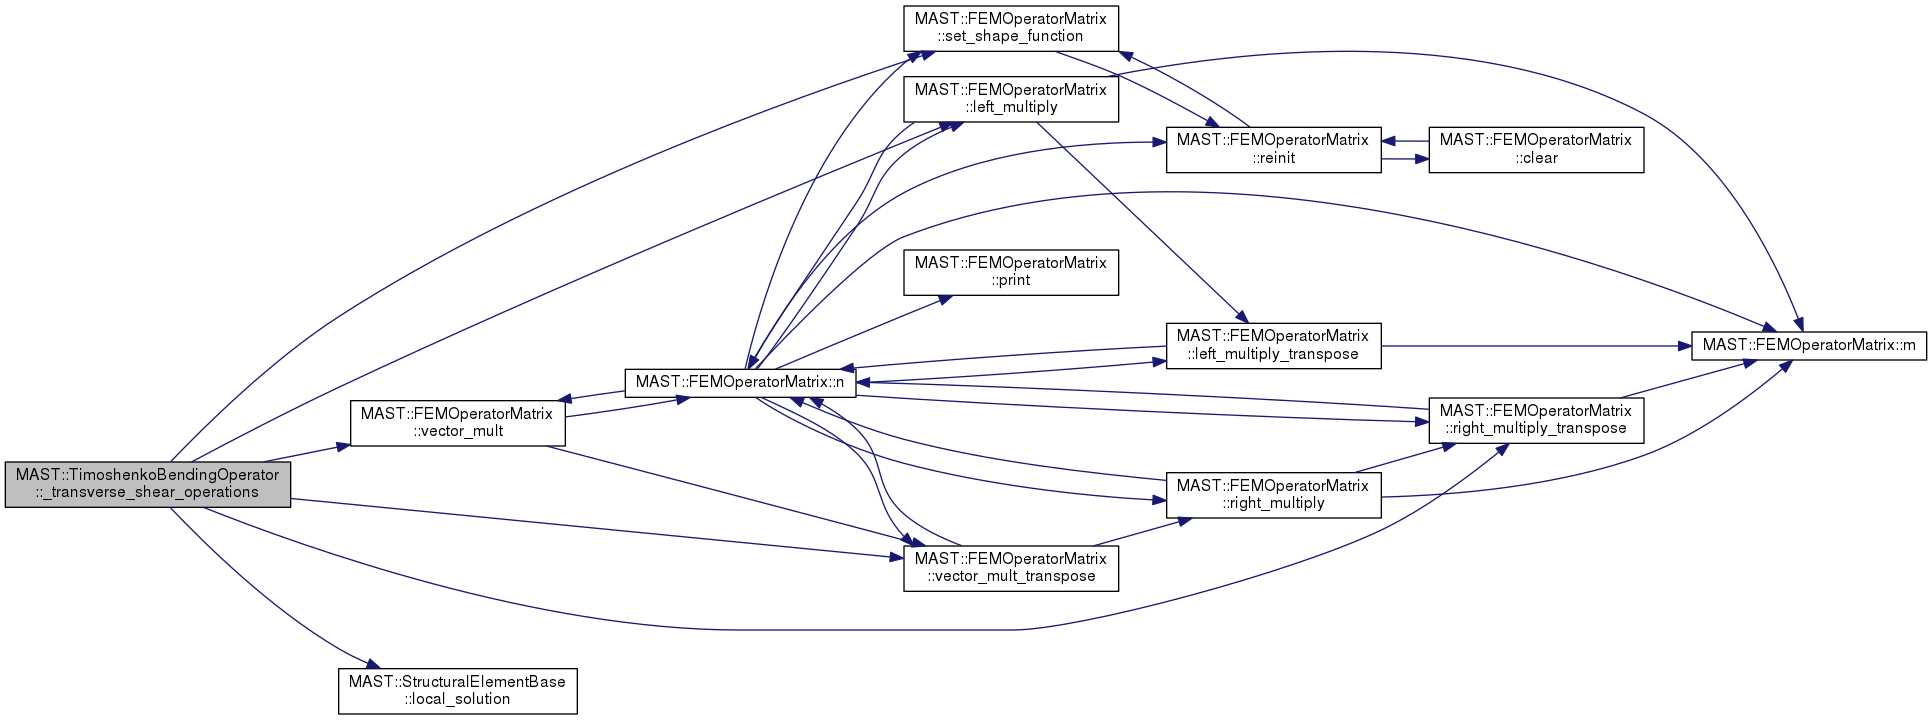 MAST::FEMOperatorMatrix
::set_shape_function
MAST::FEMOperatorMatrix
::left_multiply
MAST::FEMOperatorMatrix
::reinit
MAST::FEMOperatorMatrix
::clear
MAST::FEMOperatorMatrix
::print
MAST::FEMOperatorMatrix
::left_multiply_transpose
MAST::FEMOperatorMatrix::m
MAST::FEMOperatorMatrix::n
MAST::FEMOperatorMatrix
::vector_mult
MAST::FEMOperatorMatrix
::right_multiply_transpose
MAST::TimoshenkoBendingOperator
::_transverse_shear_operations
MAST::FEMOperatorMatrix
::right_multiply
MAST::FEMOperatorMatrix
::vector_mult_transpose
MAST::StructuralElementBase
::local_solution